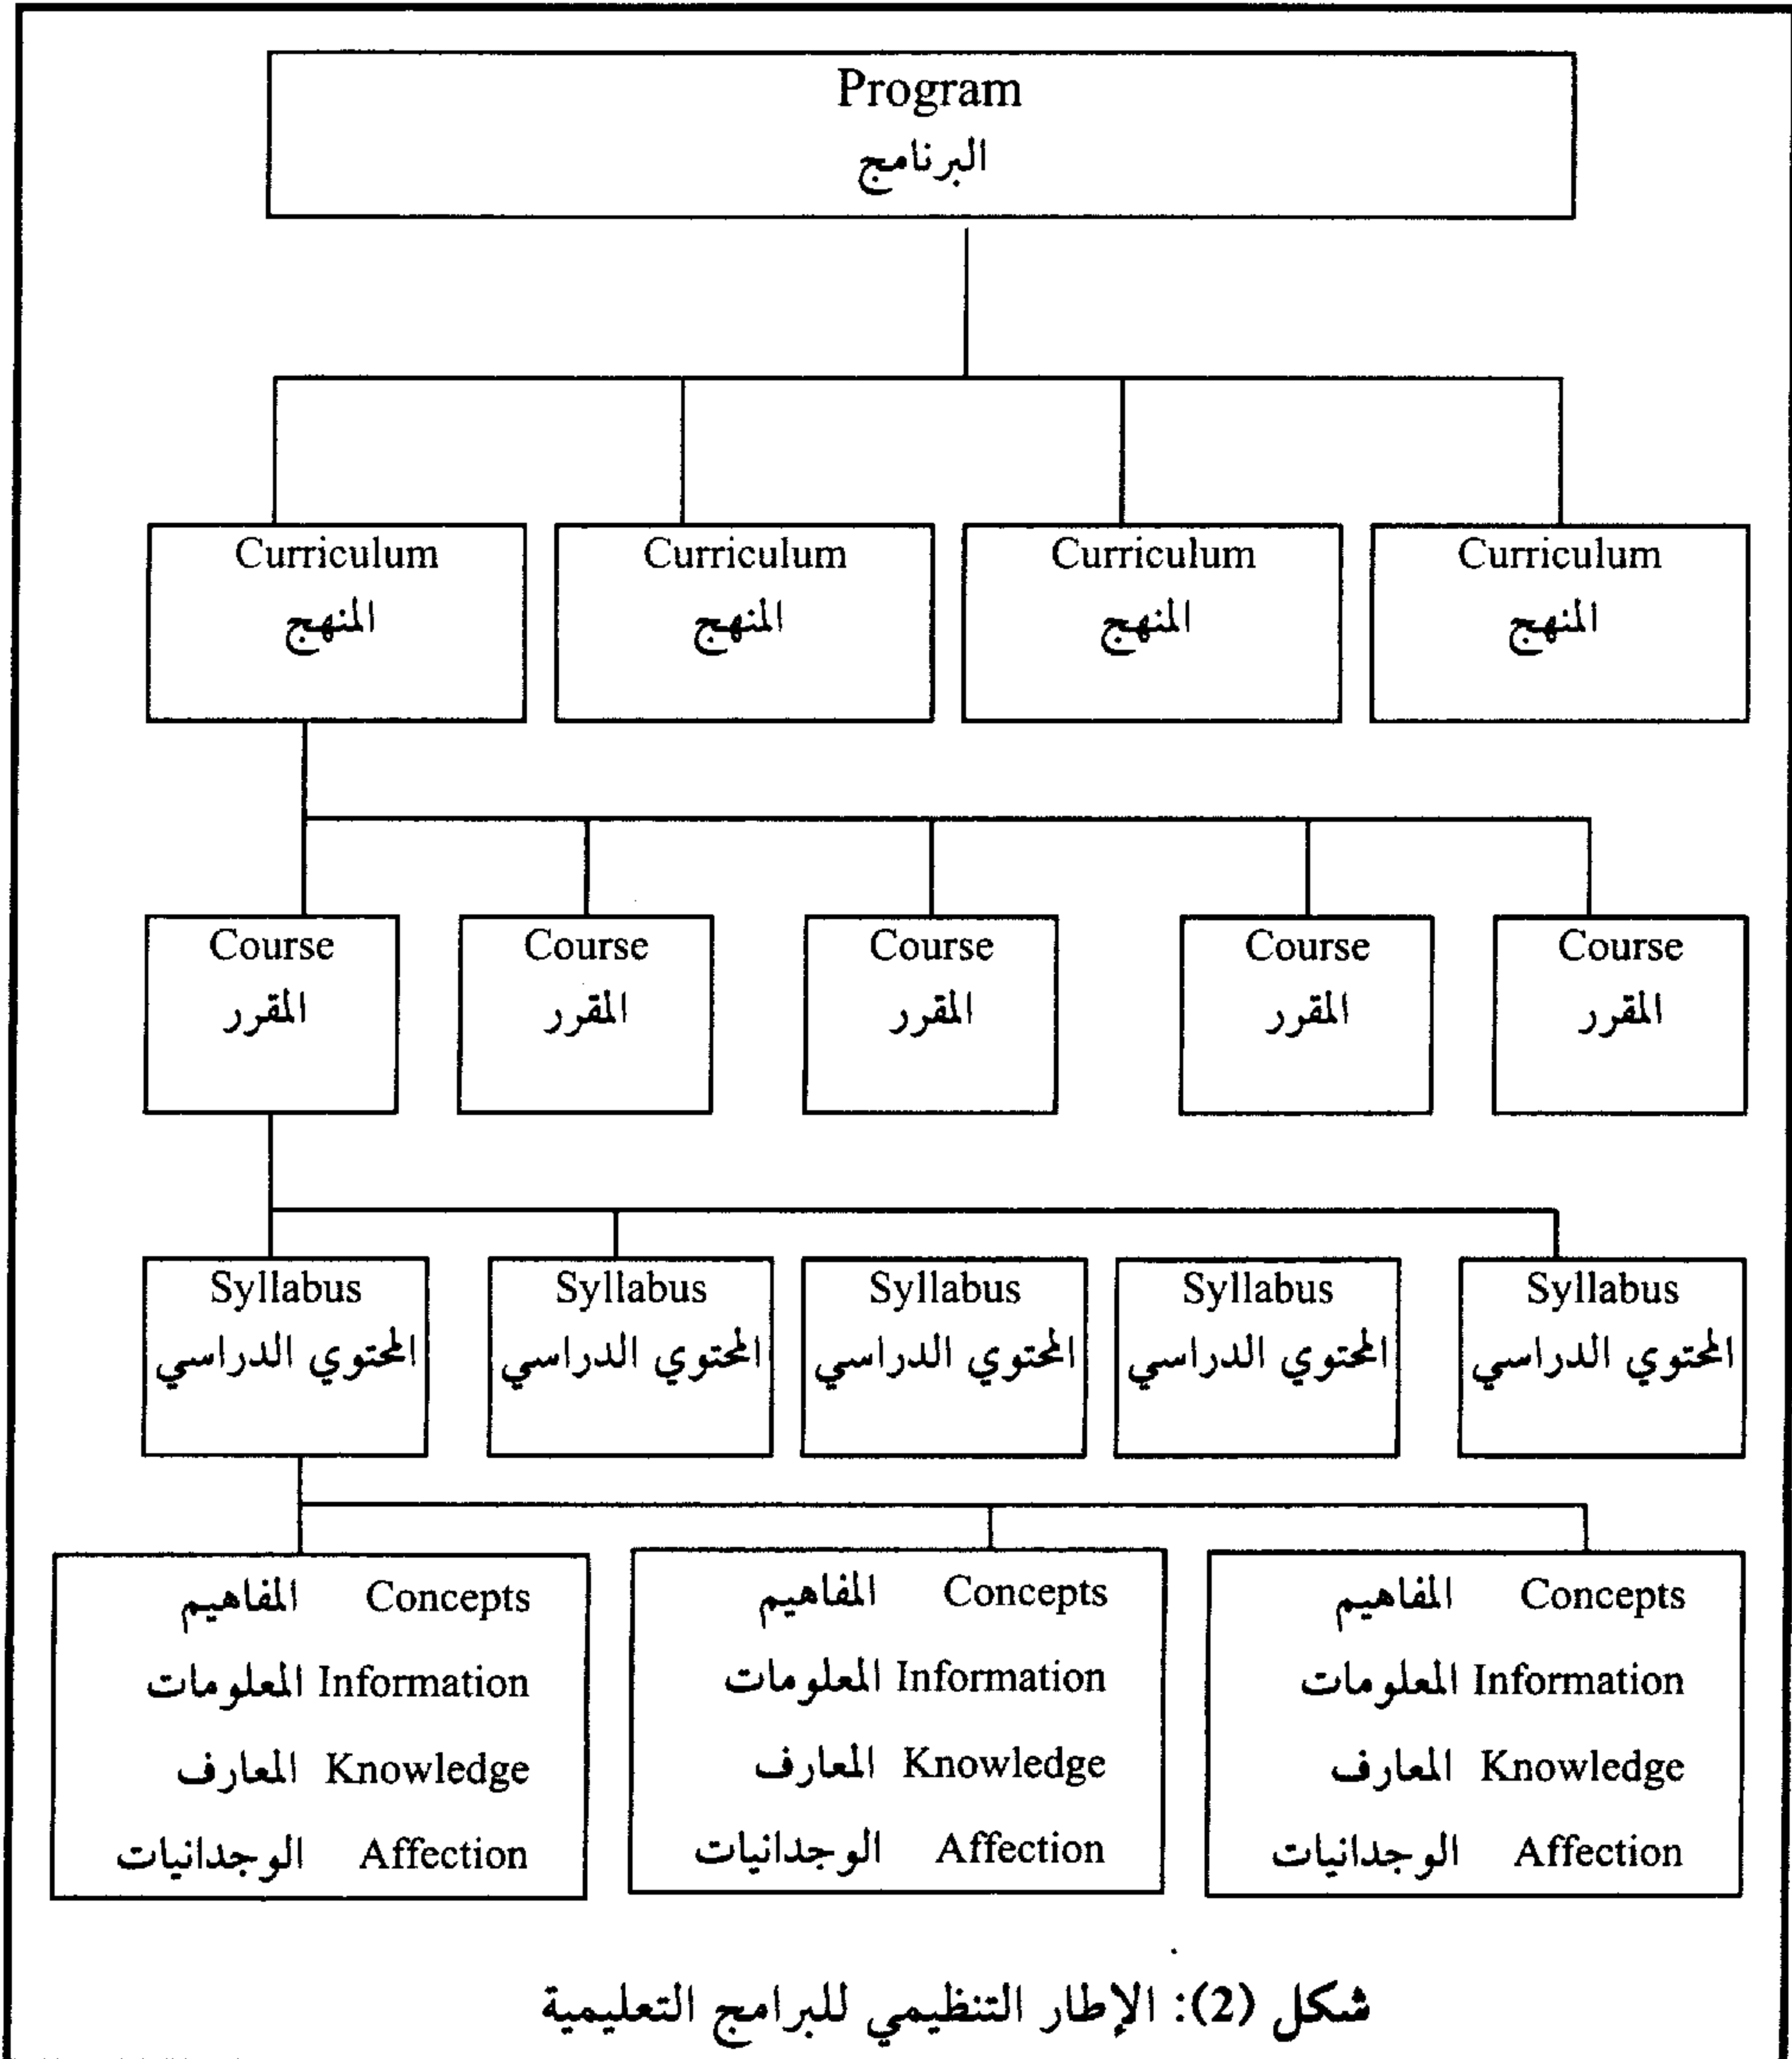 Program
البرنامج
Curriculum Curriculum Curriculum Curriculum
المنهج المنهج المنهج المنهج
Course Course Course Course Course
المقرر المقرر المقرر المقرر المقرر
Syllabus Syllabus Syllabus Syllabus Syllabus
المحتوي الدراسي المحتوي الدراسي المحتوي الدراسي المحتوي الدراسي المحتوي الدراسي
المفاهيم Concepts
المعلومات Information
المعارف Knowledge
الوجدانيات Affection
المفاهيم Concepts
المعلومات Information
المعارف Knowledge
الوجدانيات Affection
المفاهيم Concepts
المعلومات Information
المعارف Knowledge
الوجدانيات Affection
شكل (2): الإطار التنظيمي للبرامج التعليمية